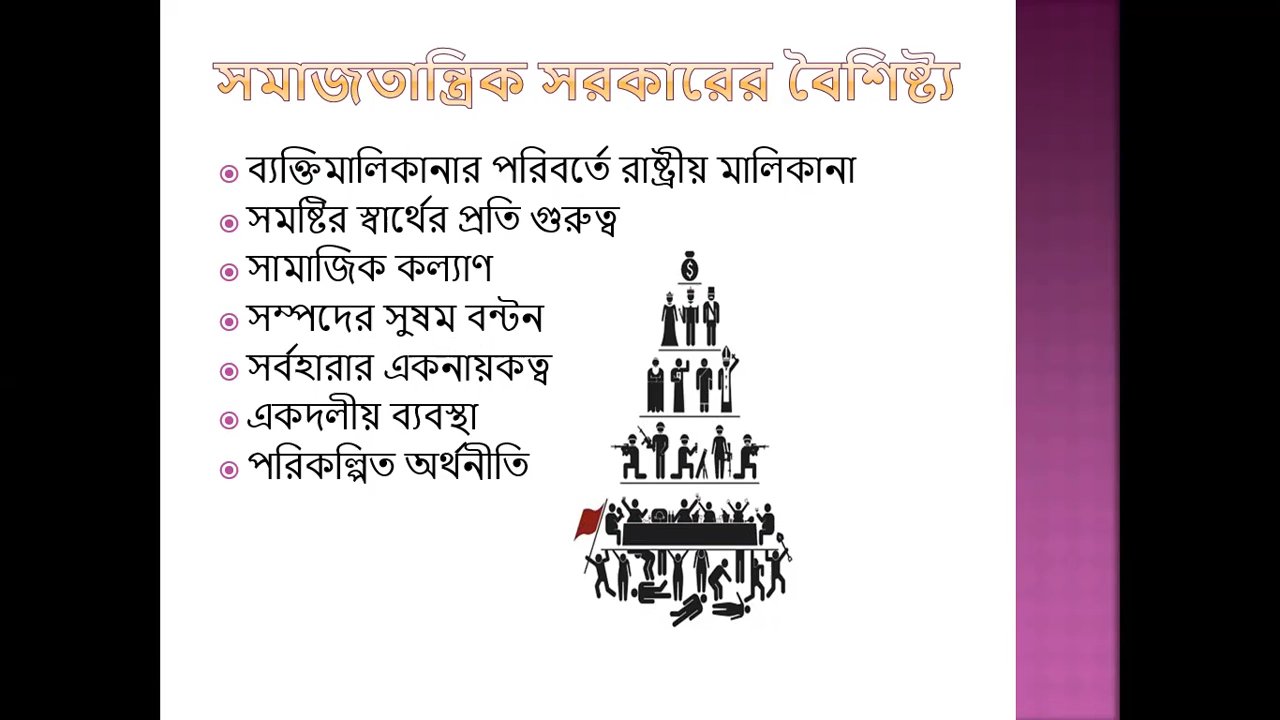 সমাজতান্ত্রিক সরকারের বৈশিষ্ট্য
ব্যক্তিমালিকানার পরিবর্তে রাষ্ট্রীয় মালিকানা
সমষ্টির স্বার্থের প্রতি গুরুত্ব
সামাজিক কল্যাণ
সম্পদের সুষম বন্টন
সর্বহারার একনায়কত্ব
একদলীয় ব্যবস্থা
পরিকল্পিত অর্থনীতি
$